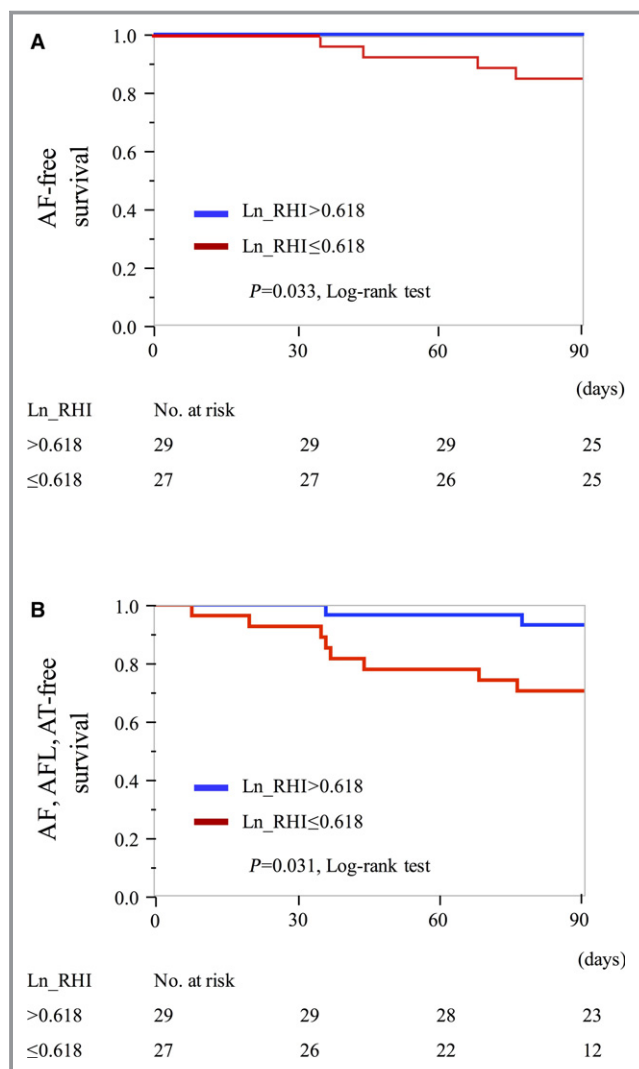 A
1.0
0.8
0.6
0.4
0.2
0.0
AF-free
survival
Ln_RHI>0.618
Ln_RHI≤0.618
P=0.033, Log-rank test
0 30 60 90
(days)
Ln_RHI No. at risk
>0.618 29 29 29 25
≤0.618 27 27 26 25
B
1.0
0.8
0.6
0.4
0.2
0.0
AF, AFL, AT-free
survival
Ln_RHI>0.618
Ln_RHI≤0.618
P=0.031, Log-rank test
0 30 60 90
(days)
Ln_RHI No. at risk
>0.618 29 29 28 23
≤0.618 27 26 22 12